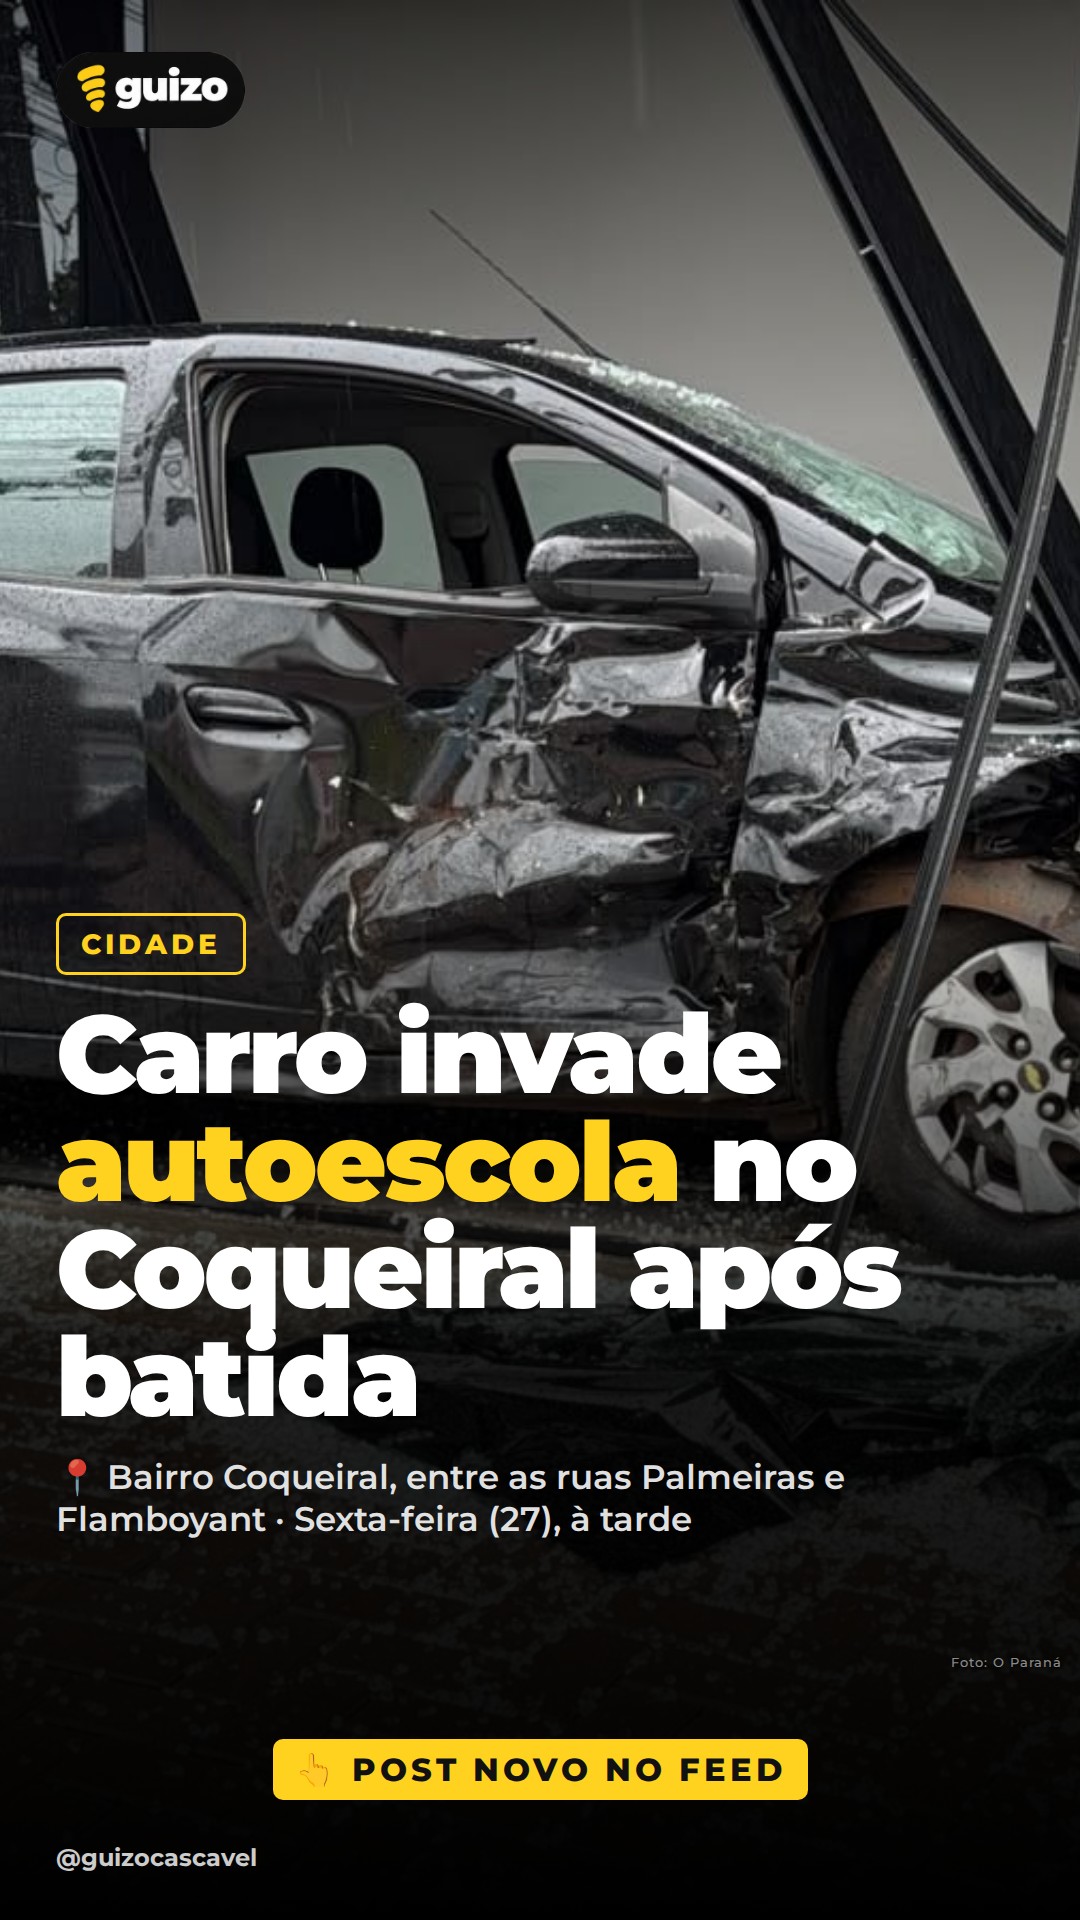 guizo
CIDADE
Carro invade
autoescola no
Coqueiral após
batida
📍 Bairro Coqueiral, entre as ruas Palmeiras e
Flamboyant · Sexta-feira (27), à tarde
Foto: O Paraná
👆 POST NOVO NO FEED
@guizocascavel